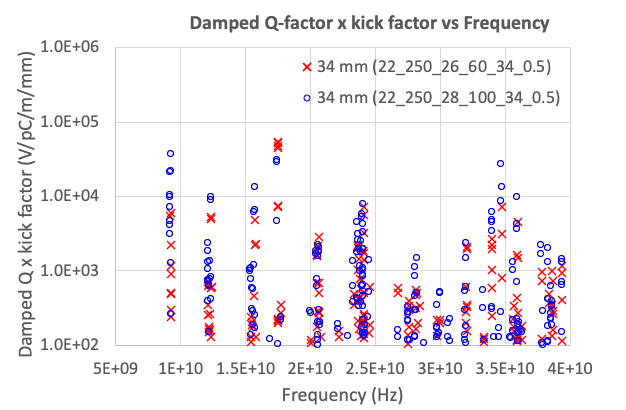 Damped Q-factor x kick factor vs Frequency
1.0E+06
1.0E+05
1.0E+04
1.0E+03
1.0E+02
Damped Q x kick factor (V/pC/m/mm)
34 mm (22_250_26_60_34_0.5)
34 mm (22_250_28_100_34_0.5)
5E+09 1E+10 1.5E+10 2E+10 2.5E+10 3E+10 3.5E+10 4E+10
Frequency (Hz)